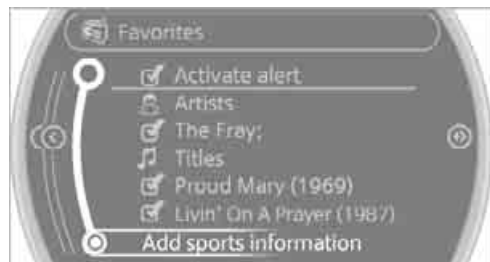 Favorites
Activate alert
Artists
The Fray;
Titles
Proud Mary (1969)
Livin' On A Prayer (1987)
Add sports information